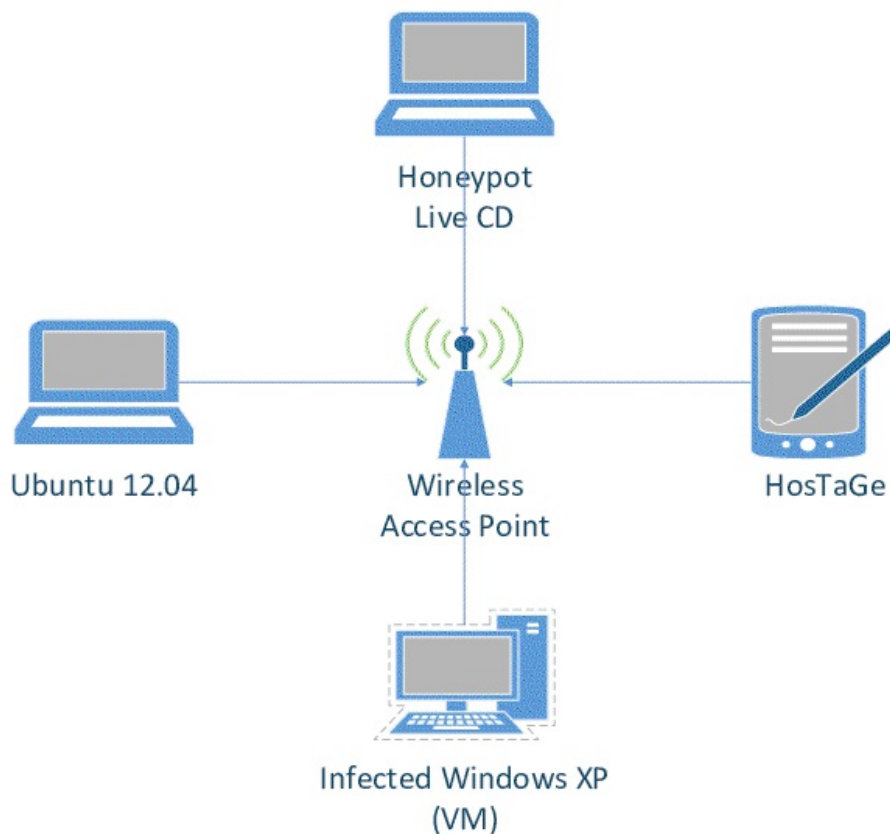 Honeypot
Live CD
Ubuntu 12.04
Wireless
Access Point
HosTaGe
Infected Windows XP
(VM)